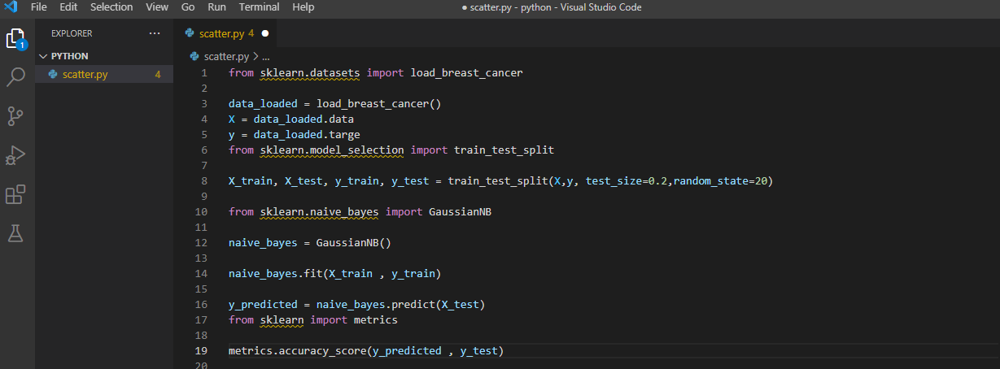 File Edit Selection View Go Run Terminal Help ● scatter.py - python - Visual Studio Code
EXPLORER ...
scatter.py 4 ●
1
PYTHON
scatter.py > ...
scatter.py 4
1 from sklearn.datasets import load_breast_cancer
2
3 data_loaded = load_breast_cancer()
4 X = data_loaded.data
5 y = data_loaded.targe
6 from sklearn.model_selection import train_test_split
7
8 X_train, X_test, y_train, y_test = train_test_split(X,y, test_size=0.2,random_state=20)
9
10 from sklearn.naive_bayes import GaussianNB
11
12 naive_bayes = GaussianNB()
13
14 naive_bayes.fit(X_train , y_train)
15
16 y_predicted = naive_bayes.predict(X_test)
17 from sklearn import metrics
18
19 metrics.accuracy_score(y_predicted , y_test)
20